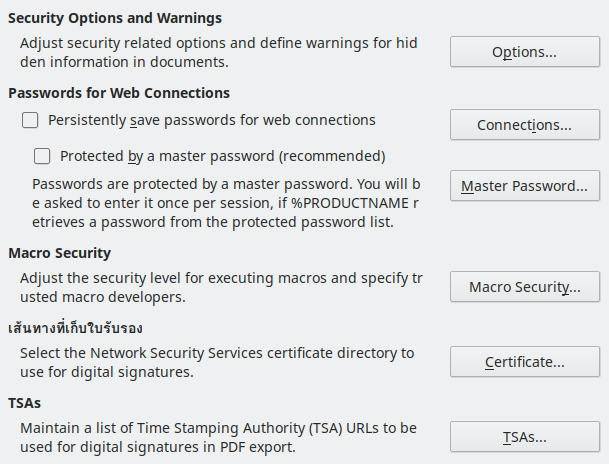 Security Options and Warnings
Adjust security related options and define warnings for hid
den information in documents.
Options...
Passwords for Web Connections
Persistently save passwords for web connections
Connections...
Protected by a master password (recommended)
Passwords are protected by a master password. You will b
e asked to enter it once per session, if %PRODUCTNAME r
etrieves a password from the protected password list.
Master Password...
Macro Security
Adjust the security level for executing macros and specify tr
usted macro developers.
Macro Security...
เส้นทางที่เก็บใบรับรอง
Select the Network Security Services certificate directory to
use for digital signatures.
Certificate...
TSAs
Maintain a list of Time Stamping Authority (TSA) URLs to be
used for digital signatures in PDF export.
TSAs...